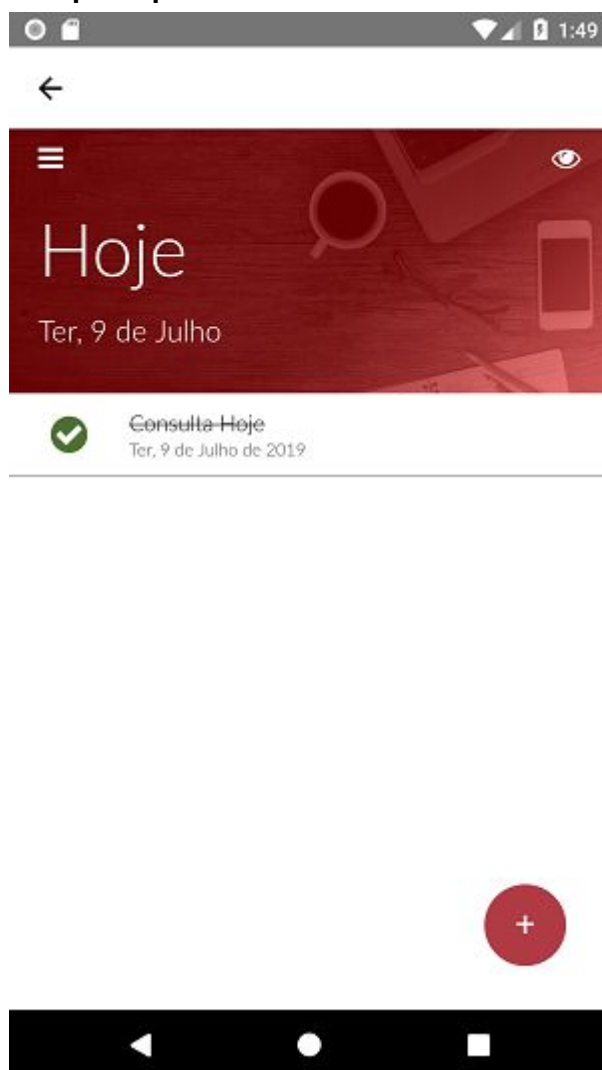 1:49
Hoje
Ter, 9 de Julho
Consulta Hoje
Ter, 9 de Julho de 2019
+